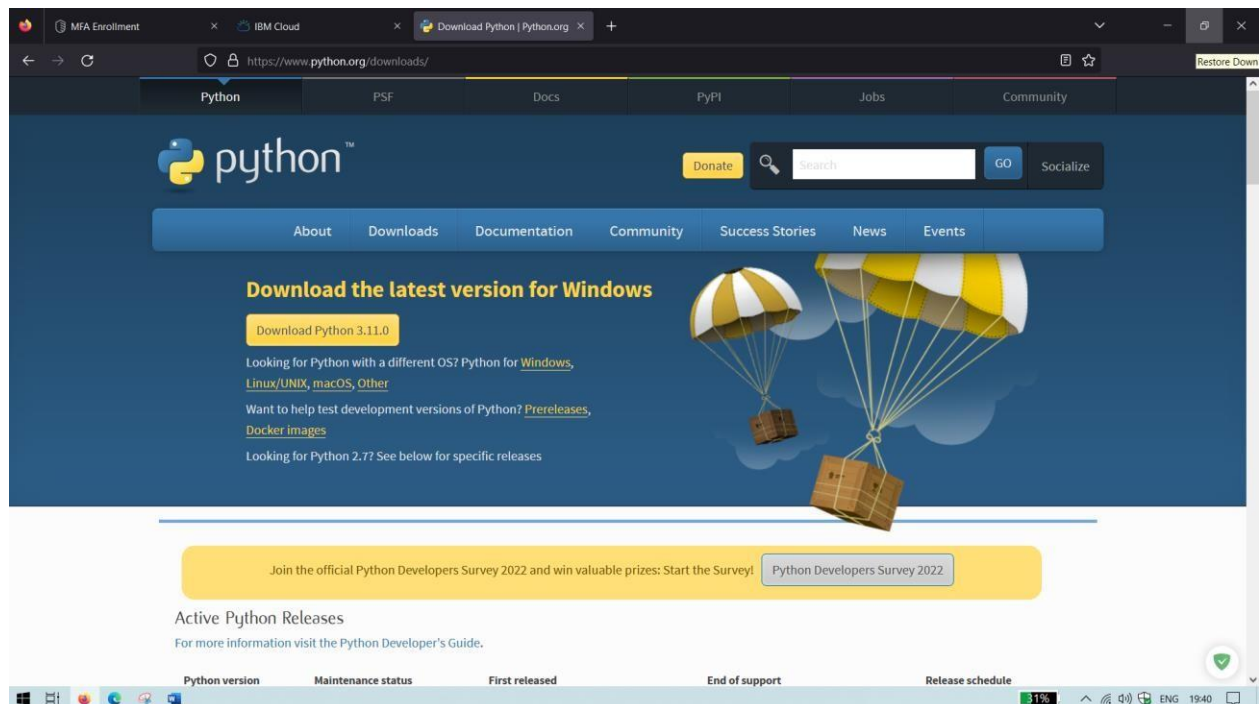 MFA Enrollment
IBM Cloud
Download Python | Python.org
https://www.python.org/downloads/
Restore Down
Python PSF Docs PyPI Jobs Community
python™
Donate Search GO Socialize
About Downloads Documentation Community Success Stories News Events
Download the latest version for Windows
Download Python 3.11.0
Looking for Python with a different OS? Python for Windows,
Linux/UNIX, macOS, Other
Want to help test development versions of Python? Prereleases,
Docker images
Looking for Python 2.7? See below for specific releases
Join the official Python Developers Survey 2022 and win valuable prizes: Start the Survey! Python Developers Survey 2022
Active Python Releases
For more information visit the Python Developer's Guide.
Python version Maintenance status First released End of support Release schedule
31% ENG 19:40